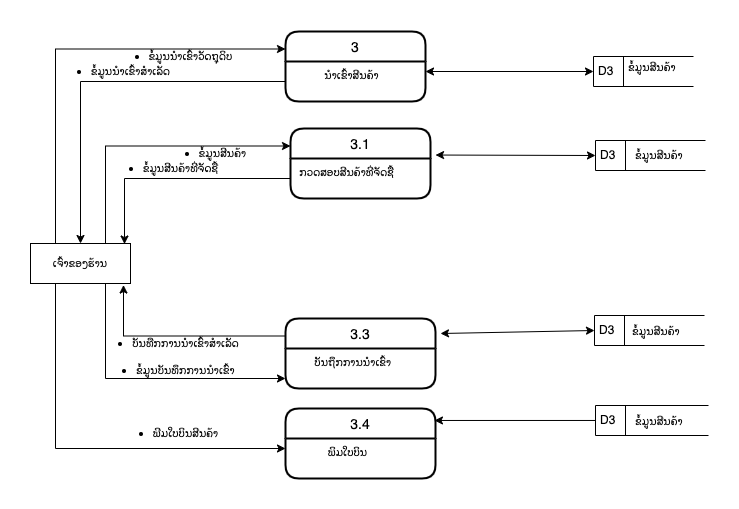 3
• ຂໍ້ມູນນຳເຂົ້າວັດຖຸດິບ
• ຂໍ້ມູນນຳເຂົ້າສຳເລັດ
ນຳເຂົ້າສິນຄ້າ
D3 ຂໍ້ມູນສິນຄ້າ
3.1
• ຂໍ້ມູນສິນຄ້າ
• ຂໍ້ມູນສິນຄ້າທີ່ຈັດຊື້
ກວດສອບສິນຄ້າທີ່ຈັດຊື້
D3 ຂໍ້ມູນສິນຄ້າ
ເຈົ້າຂອງຮ້ານ
3.3
• ບັນທຶກການນຳເຂົ້າສຳເລັດ
• ຂໍ້ມູນບັນທຶກການນຳເຂົ້າ
ບັນຖຶກການນຳເຂົ້າ
D3 ຂໍ້ມູນສິນຄ້າ
3.4
• ພິມໃບບິນສິນຄ້າ
ພິມໃບບິນ
D3 ຂໍ້ມູນສິນຄ້າ